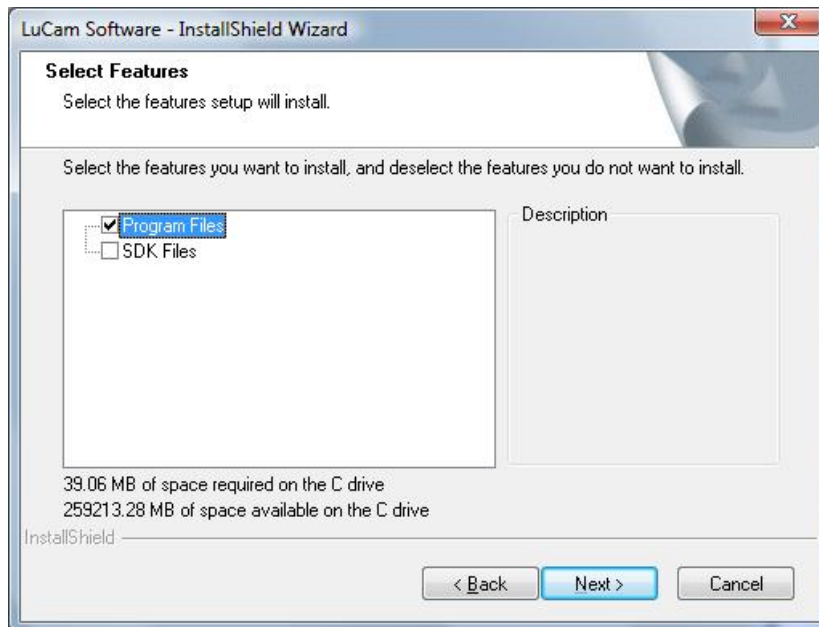 LuCam Software - InstallShield Wizard
Select Features
Select the features setup will install.
Select the features you want to install, and deselect the features you do not want to install.
Program Files
SDK Files
Description
39.06 MB of space required on the C drive
259213.28 MB of space available on the C drive
InstallShield
< Back
Next >
Cancel